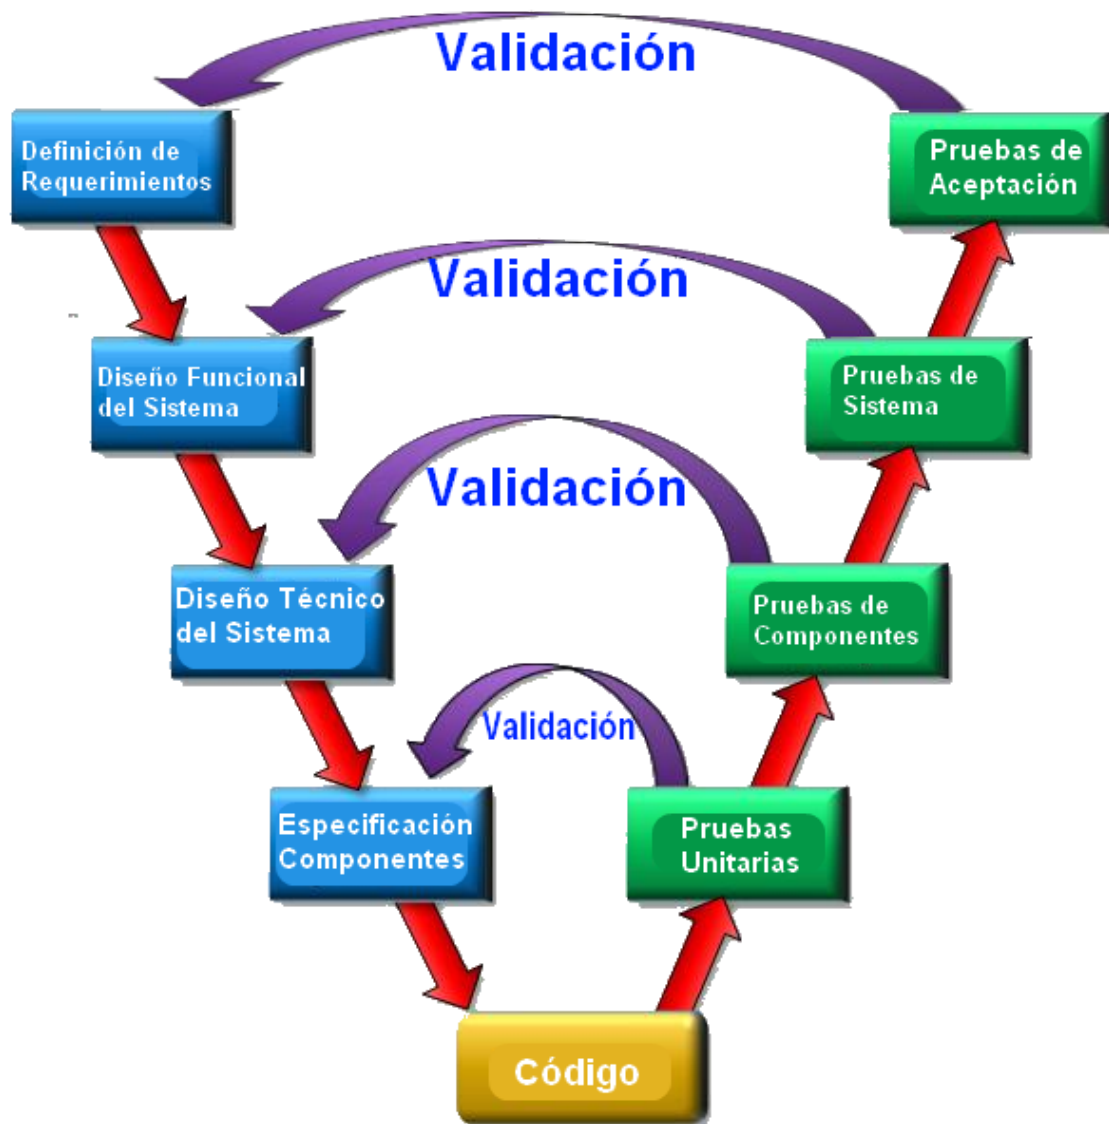 Validación
Definición de
Requerimientos
Pruebas de
Aceptación
Validación
Diseño Funcional
del Sistema
Pruebas de
Sistema
Validación
Diseño Técnico
del Sistema
Pruebas de
Componentes
Validación
Especificación
Componentes
Pruebas
Unitarias
Código